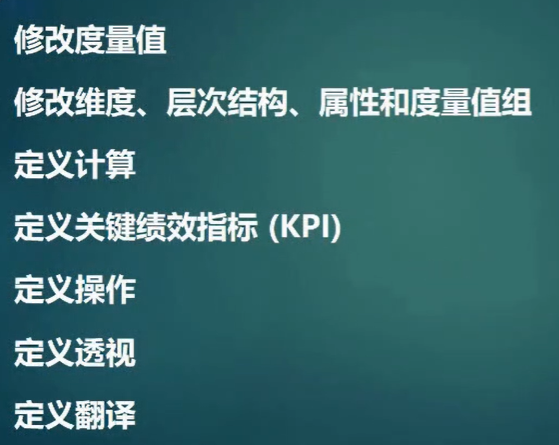 修改度量值
修改维度、层次结构、属性和度量值组
定义计算
定义关键绩效指标 (KPI)
定义操作
定义透视
定义翻译